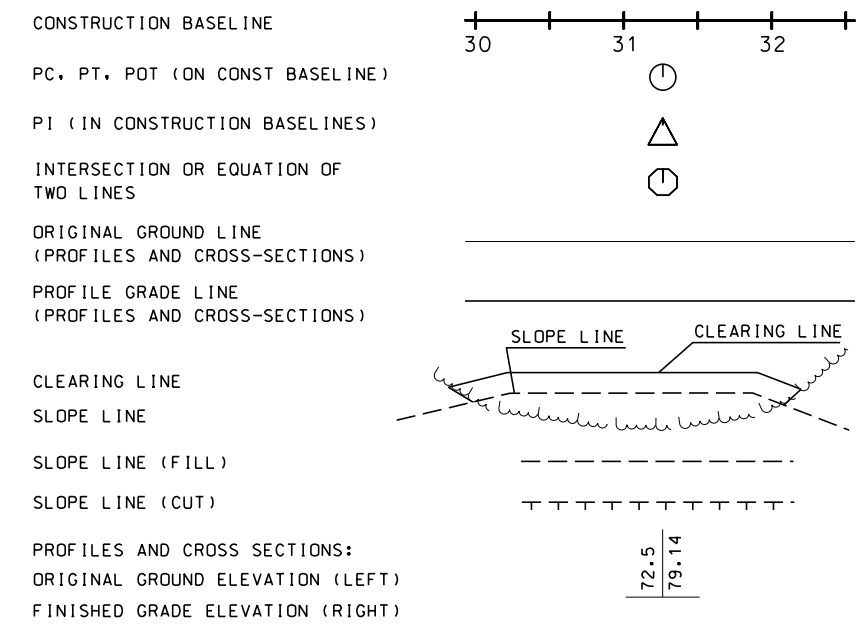 CONSTRUCTION BASELINE
30 31 32
PC, PT, POT (ON CONST BASELINE)
PI (IN CONSTRUCTION BASELINES)
INTERSECTION OR EQUATION OF
TWO LINES
ORIGINAL GROUND LINE
(PROFILES AND CROSS-SECTIONS)
PROFILE GRADE LINE
(PROFILES AND CROSS-SECTIONS)
SLOPE LINE
CLEARING LINE
CLEARING LINE
SLOPE LINE
SLOPE LINE (FILL)
SLOPE LINE (CUT)
PROFILES AND CROSS SECTIONS:
ORIGINAL GROUND ELEVATION (LEFT)
FINISHED GRADE ELEVATION (RIGHT)
72.5
79.14